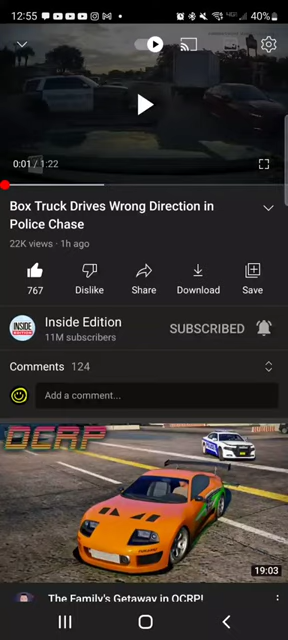 12:55
40%
0:01 / 1:22
Box Truck Drives Wrong Direction in
Police Chase
22K views · 1h ago
767
Dislike
Share
Download
Save
INSIDE
EDITION
Inside Edition
11M subscribers
SUBSCRIBED
Comments 124
Add a comment...
OCRP
19:03
The Family's Getaway in OCRP!